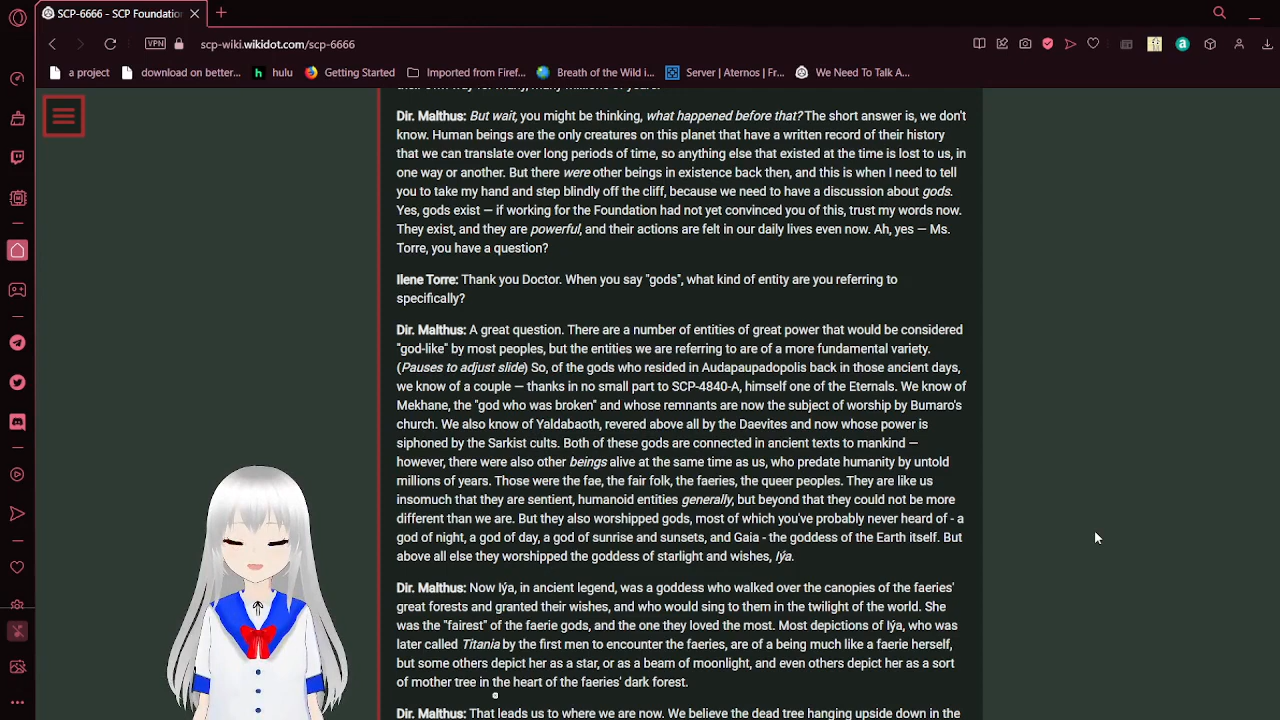 SCP-6666 - SCP Foundation
scp-wiki.wikidot.com/scp-6666
VPN
a project
download on better...
hulu
Getting Started
Imported from Firef...
Breath of the Wild i...
Server | Aternos | Fr...
We Need To Talk A...
their own way for many, many millions of years.
Dir. Malthus: But wait, you might be thinking, what happened before that? The short answer is, we don't
know. Human beings are the only creatures on this planet that have a written record of their history
that we can translate over long periods of time, so anything else that existed at the time is lost to us, in
one way or another. But there were other beings in existence back then, and this is when I need to tell
you to take my hand and step blindly off the cliff, because we need to have a discussion about gods.
Yes, gods exist — if working for the Foundation had not yet convinced you of this, trust my words now.
They exist, and they are powerful, and their actions are felt in our daily lives even now. Ah, yes — Ms.
Torre, you have a question?
Ilene Torre: Thank you Doctor. When you say "gods", what kind of entity are you referring to
specifically?
Dir. Malthus: A great question. There are a number of entities of great power that would be considered
"god-like" by most peoples, but the entities we are referring to are of a more fundamental variety.
(Pauses to adjust slide) So, of the gods who resided in Audapaupadopolis back in those ancient days,
we know of a couple — thanks in no small part to SCP-4840-A, himself one of the Eternals. We know of
Mekhane, the "god who was broken" and whose remnants are now the subject of worship by Bumaro's
church. We also know of Yaldabaoth, revered above all by the Daevites and now whose power is
siphoned by the Sarkist cults. Both of these gods are connected in ancient texts to mankind —
however, there were also other beings alive at the same time as us, who predate humanity by untold
millions of years. Those were the fae, the fair folk, the faeries, the queer peoples. They are like us
insomuch that they are sentient, humanoid entities generally, but beyond that they could not be more
different than we are. But they also worshipped gods, most of which you've probably never heard of - a
god of night, a god of day, a god of sunrise and sunsets, and Gaia - the goddess of the Earth itself. But
above all else they worshipped the goddess of starlight and wishes, Iýa.
Dir. Malthus: Now Iýa, in ancient legend, was a goddess who walked over the canopies of the faeries'
great forests and granted their wishes, and who would sing to them in the twilight of the world. She
was the "fairest" of the faerie gods, and the one they loved the most. Most depictions of Iýa, who was
later called Titania by the first men to encounter the faeries, are of a being much like a faerie herself,
but some others depict her as a star, or as a beam of moonlight, and even others depict her as a sort
of mother tree in the heart of the faeries' dark forest.
Dir. Malthus: That leads us to where we are now. We believe the dead tree hanging upside down in the